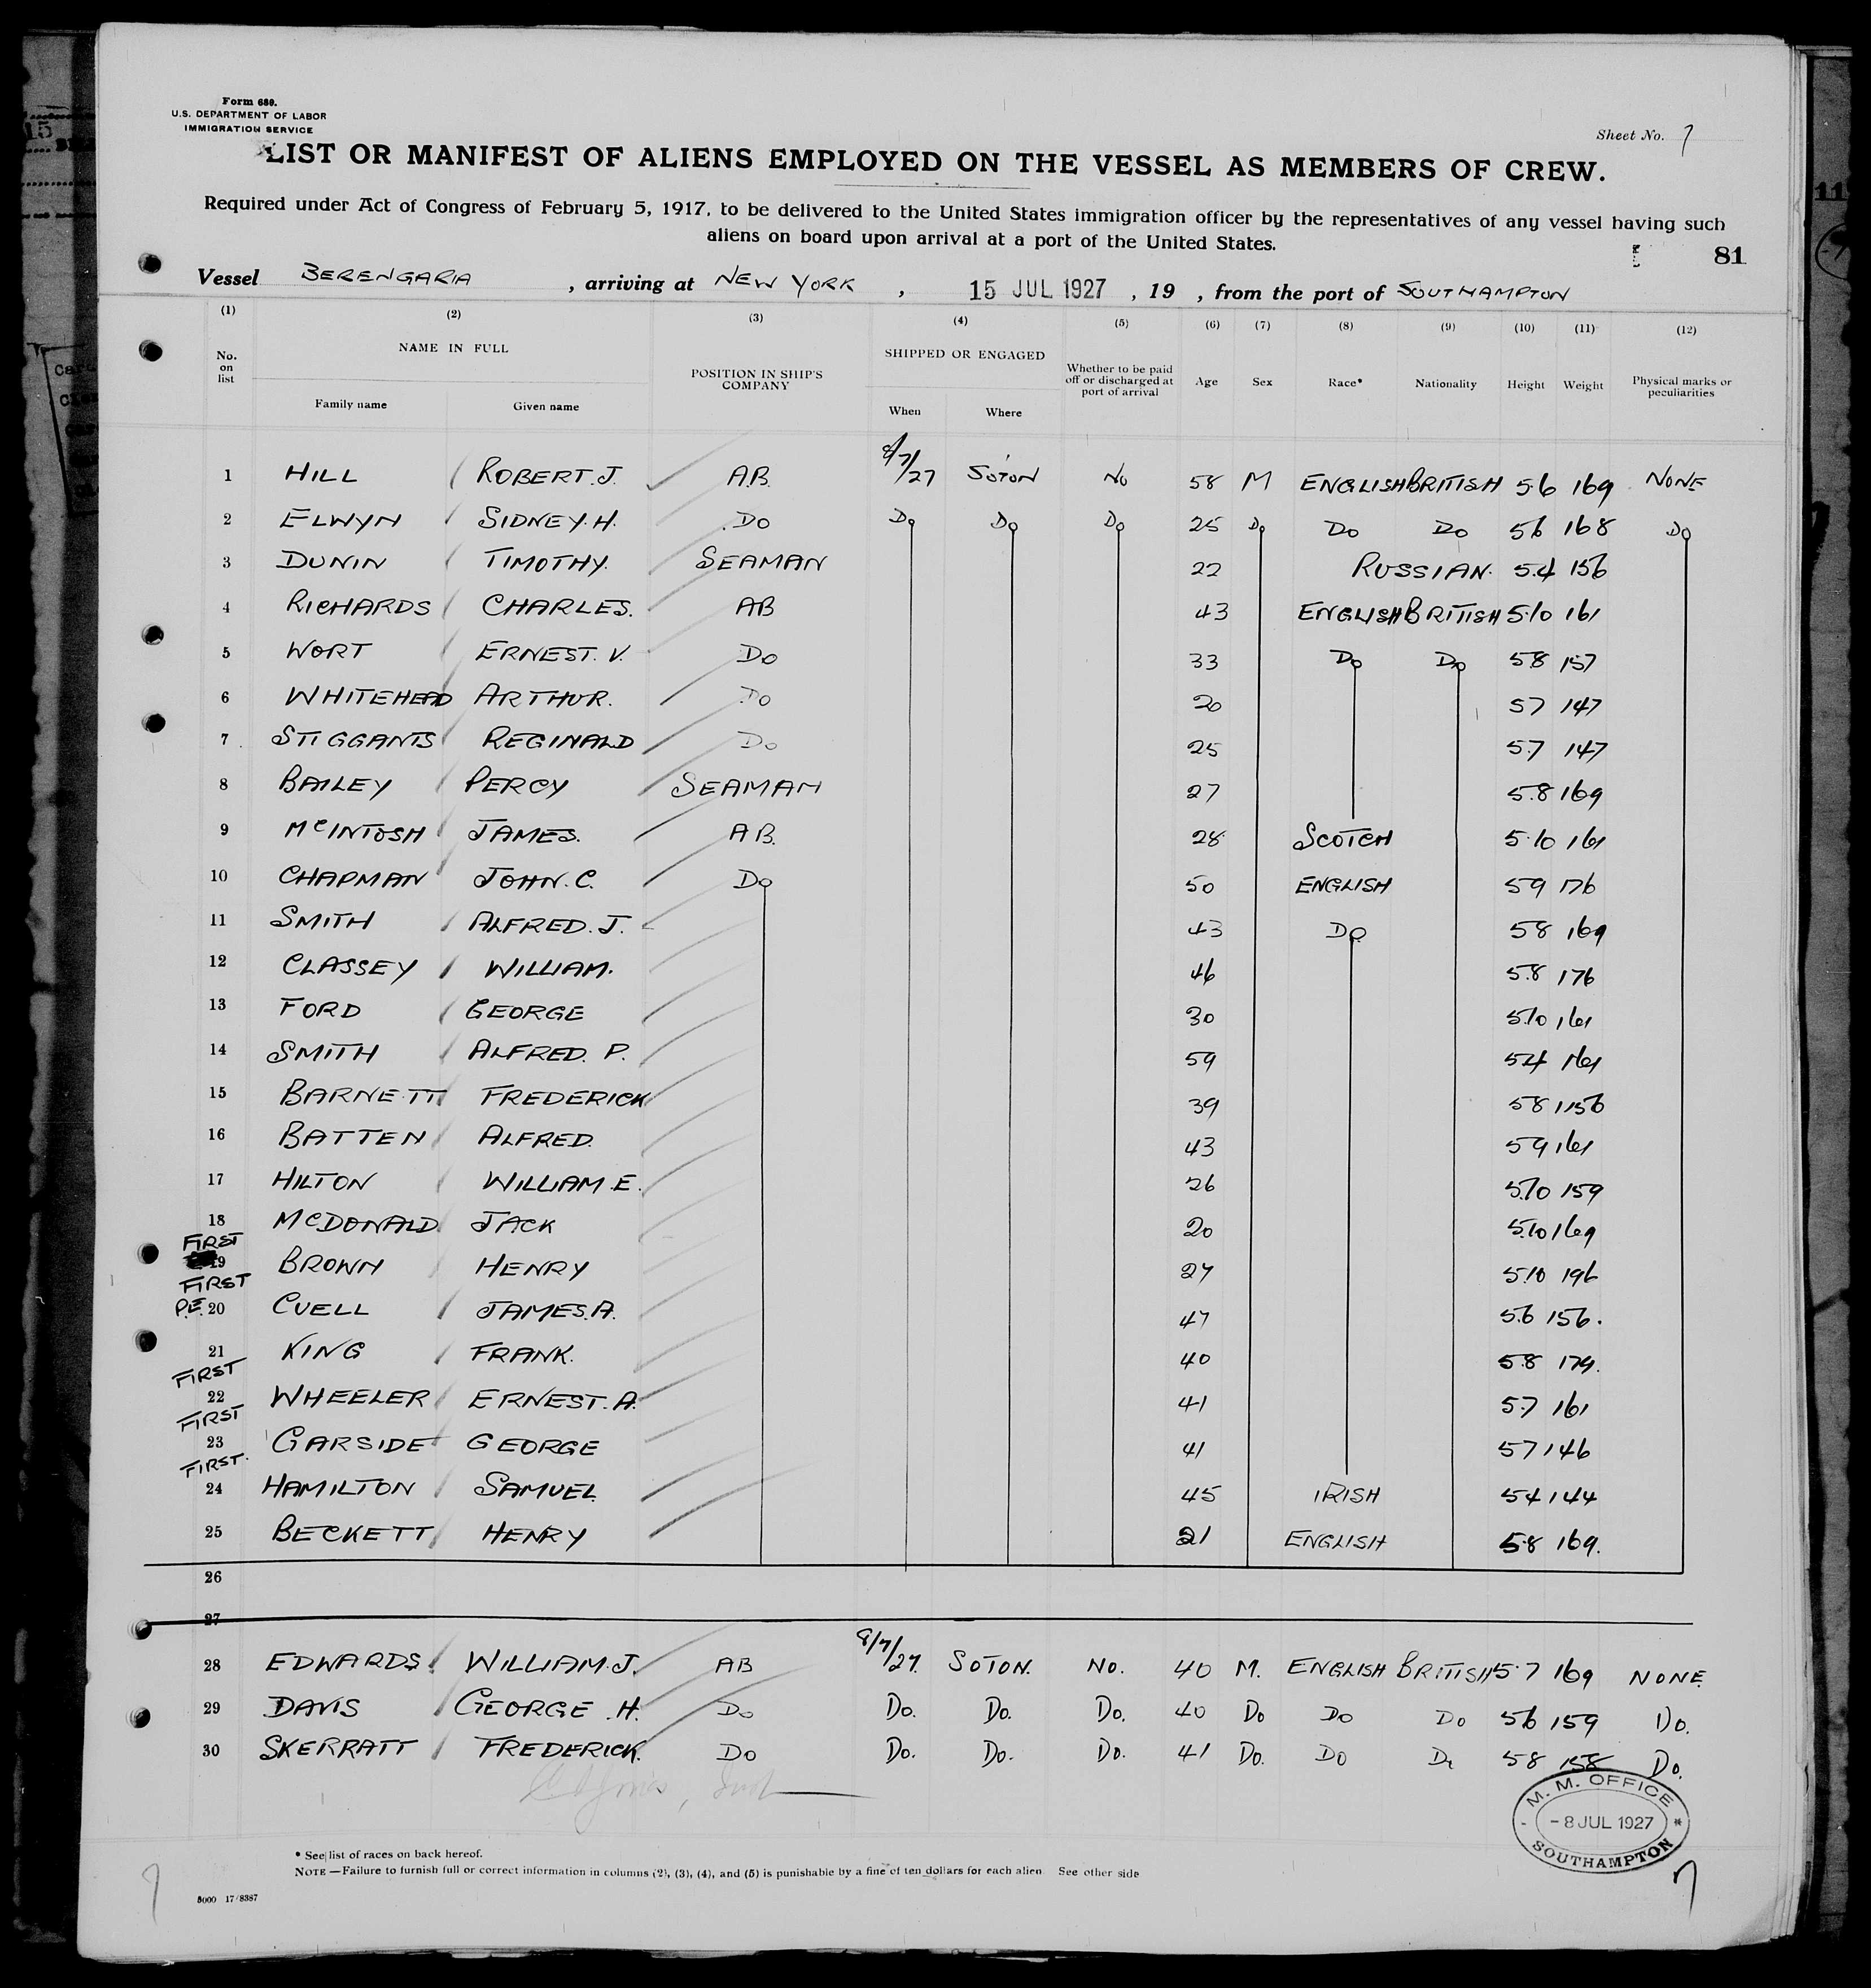 Form 680.
U.S. DEPARTMENT OF LABOR
IMMIGRATION SERVICE
Sheet No. 7
LIST OR MANIFEST OF ALIENS EMPLOYED ON THE VESSEL AS MEMBERS OF CREW.
Required under Act of Congress of February 5, 1917, to be delivered to the United States immigration officer by the representatives of any vessel having such
aliens on board upon arrival at a port of the United States.
81
Vessel BERENGARIA , arriving at NEW YORK , 15 JUL 1927 , 19 , from the port of SOUTHAMPTON
(1) (2) (3) (4) (5) (6) (7) (8) (9) (10) (11) (12)
No. on list NAME IN FULL Family name Given name POSITION IN SHIP'S COMPANY SHIPPED OR ENGAGED When Where Whether to be paid off or discharged at port of arrival Age Sex Race* Nationality Height Weight Physical marks or peculiarities
1 HILL ROBERT. J. A.B. 8/7/27 SOTON NO 58 M ENGLISH BRITISH 5 6 169 NONE
2 ELWYN SIDNEY. H. DO DO DO DO 25 DO DO DO 5 6 168 DO
3 DUNIN TIMOTHY. SEAMAN 22 RUSSIAN. 5.4 156
4 RICHARDS CHARLES. AB 43 ENGLISH BRITISH 5.10 161
5 WORT ERNEST. V. DO 33 DO DO 5 8 157
6 WHITEHEAD ARTHUR. DO 20 5 7 147
7 STIGGANTS REGINALD DO 25 5.7 147
8 BAILEY PERCY SEAMAN 27 5.8 169
9 McINTOSH JAMES. A B. 28 SCOTCH 5.10 161
10 CHAPMAN JOHN. C. DO 50 ENGLISH 5 9 176
11 SMITH ALFRED. J. 43 DO 5 8 169
12 CLASSEY WILLIAM. 46 5.8 176
13 FORD GEORGE 30 5.10 161
14 SMITH ALFRED. P. 59 5 4 161
15 BARNETT FREDERICK 39 5 8 156
16 BATTEN ALFRED. 43 5 9 161
17 HILTON WILLIAM. E. 26 5.10 159
18 McDONALD JACK 20 5.10 169
FIRST
19 BROWN HENRY 27 5.10 196
FIRST
P.E. 20 CUELL JAMES. A. 47 5.6 156.
21 KING FRANK. 40 5.8 179.
FIRST
22 WHEELER ERNEST. A. 41 5.7 161
FIRST
23 GARSIDE GEORGE 41 5 7 146
FIRST.
24 HAMILTON SAMUEL 45 IRISH 5 4 144
25 BECKETT HENRY 21 ENGLISH 5.8 169.
26
27
28 EDWARDS. WILLIAM. J. AB 8/7/27. SOTON. NO. 40 M. ENGLISH BRITISH 5.7 169 NONE
29 DAVIS GEORGE .H. DO DO. DO. DO. 40 DO DO DO 5 6 159 DO.
30 SKERRATT FREDERICK. DO DO. DO. DO. 41 DO. DO DO 5 8 158 DO.
M. M. OFFICE
- 8 JUL 1927
SOUTHAMPTON
* See list of races on back hereof.
NOTE—Failure to furnish full or correct information in columns (2), (3), (4), and (5) is punishable by a fine of ten dollars for each alien. See other side
7 7
5000 17/8387